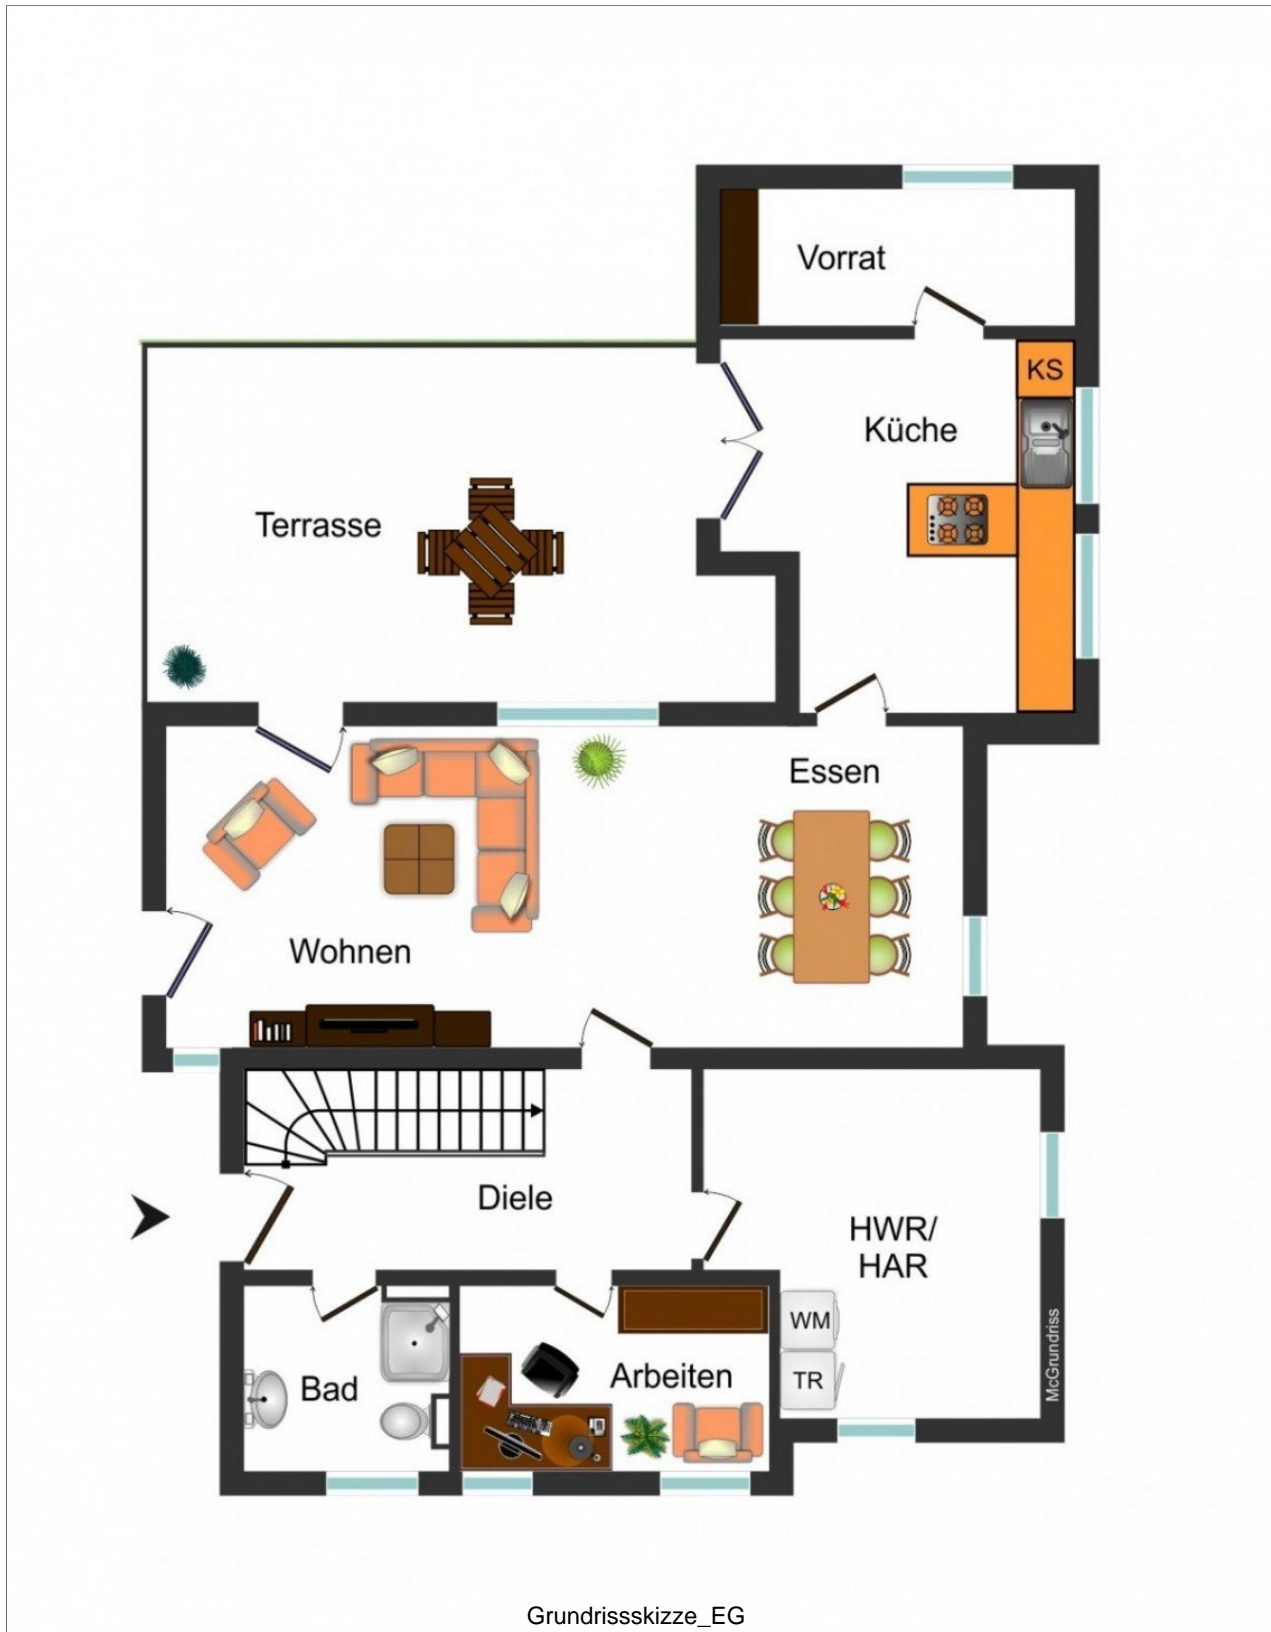 Vorrat
KS
Küche
Terrasse
Essen
Wohnen
Diele
HWR/
HAR
WM
McGrundriss
Arbeiten
TR
Bad
Grundrissskizze_EG